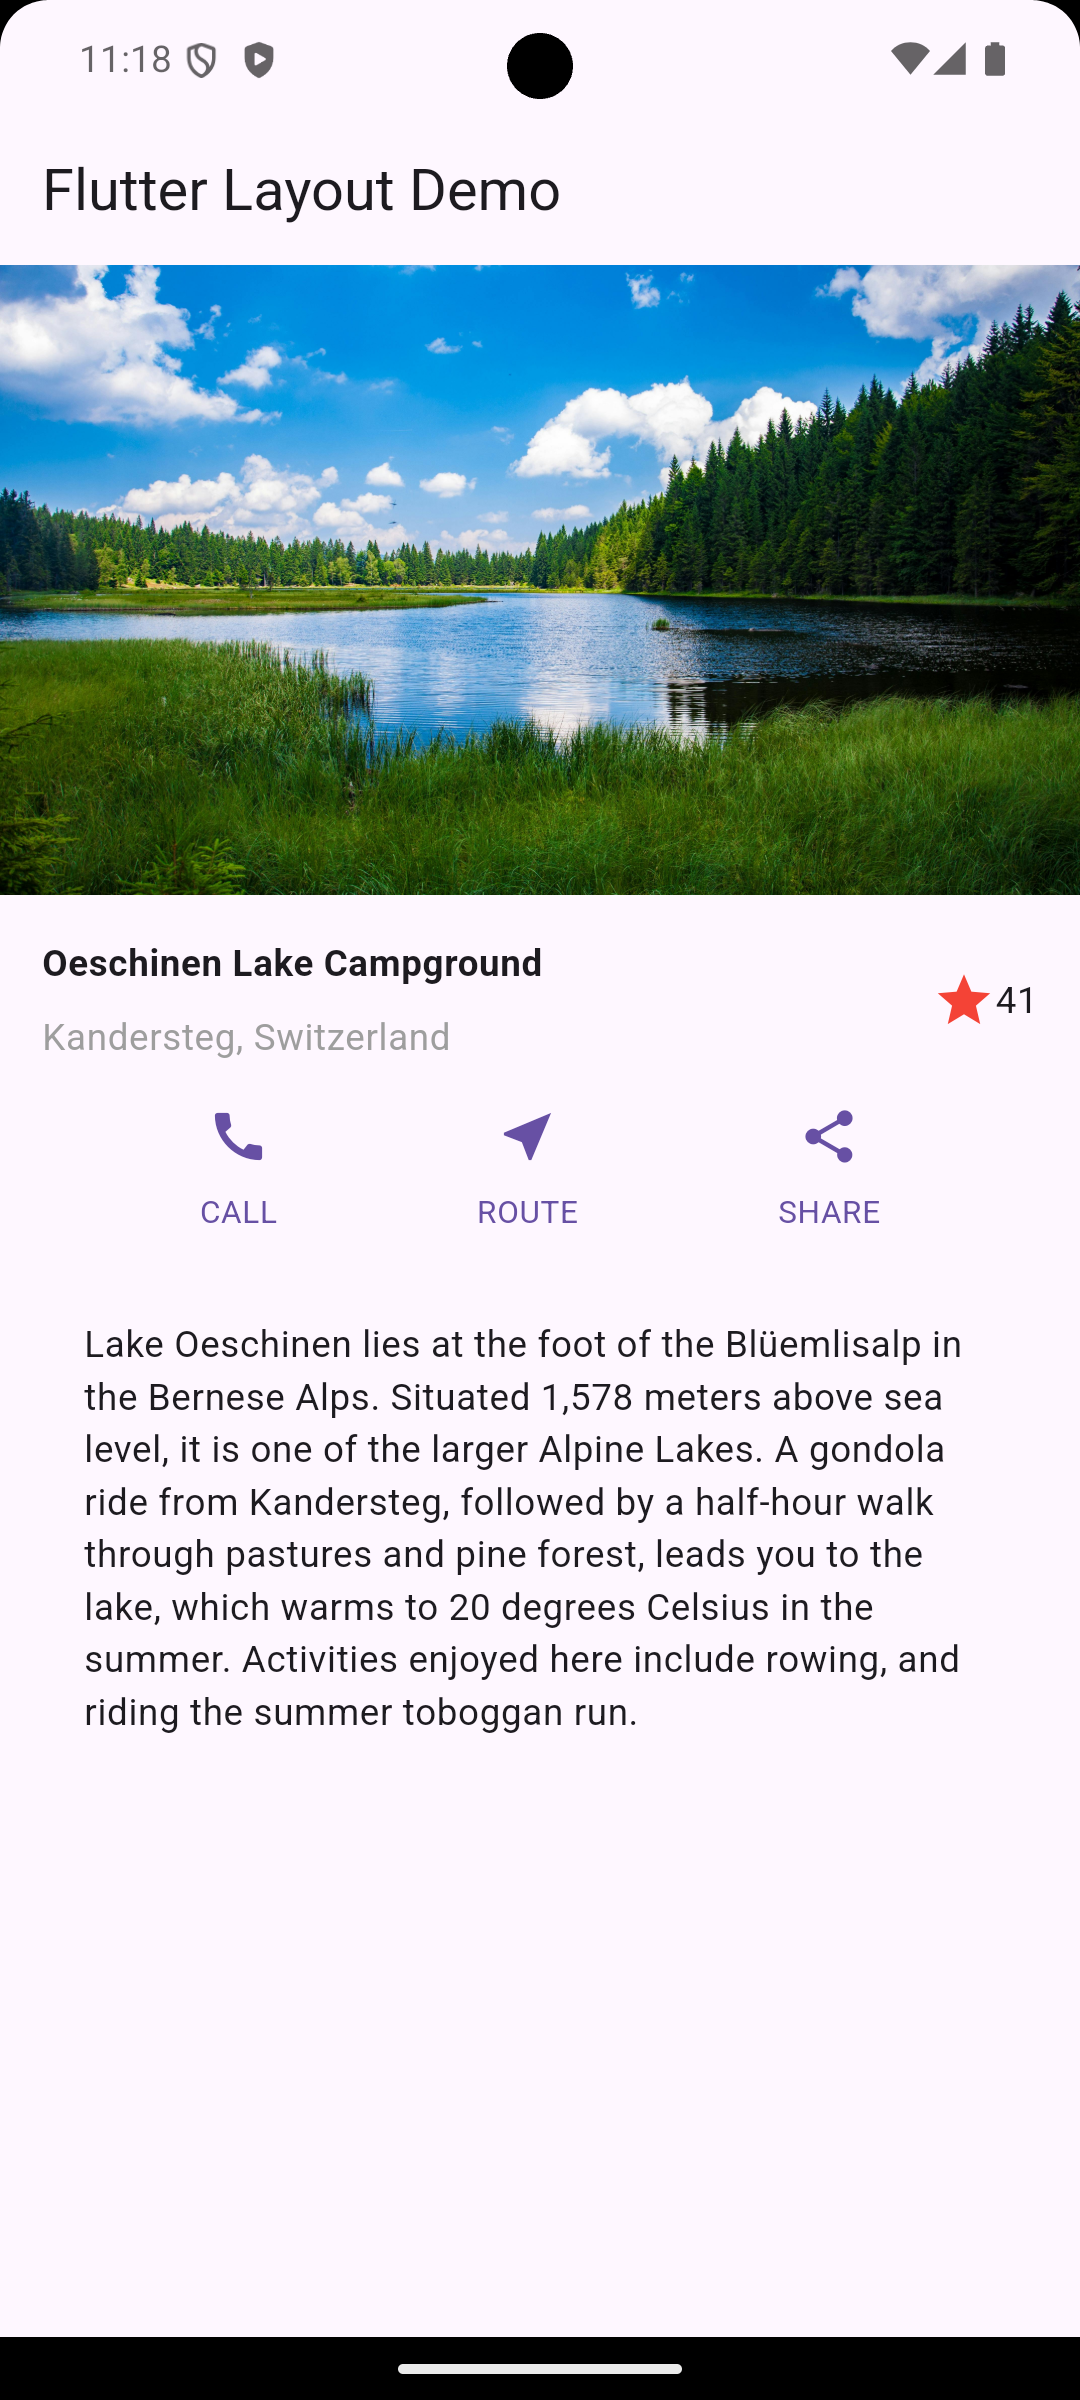 11:18
Flutter Layout Demo
Oeschinen Lake Campground
41
Kandersteg, Switzerland
CALL ROUTE SHARE
Lake Oeschinen lies at the foot of the Blüemlisalp in
the Bernese Alps. Situated 1,578 meters above sea
level, it is one of the larger Alpine Lakes. A gondola
ride from Kandersteg, followed by a half-hour walk
through pastures and pine forest, leads you to the
lake, which warms to 20 degrees Celsius in the
summer. Activities enjoyed here include rowing, and
riding the summer toboggan run.